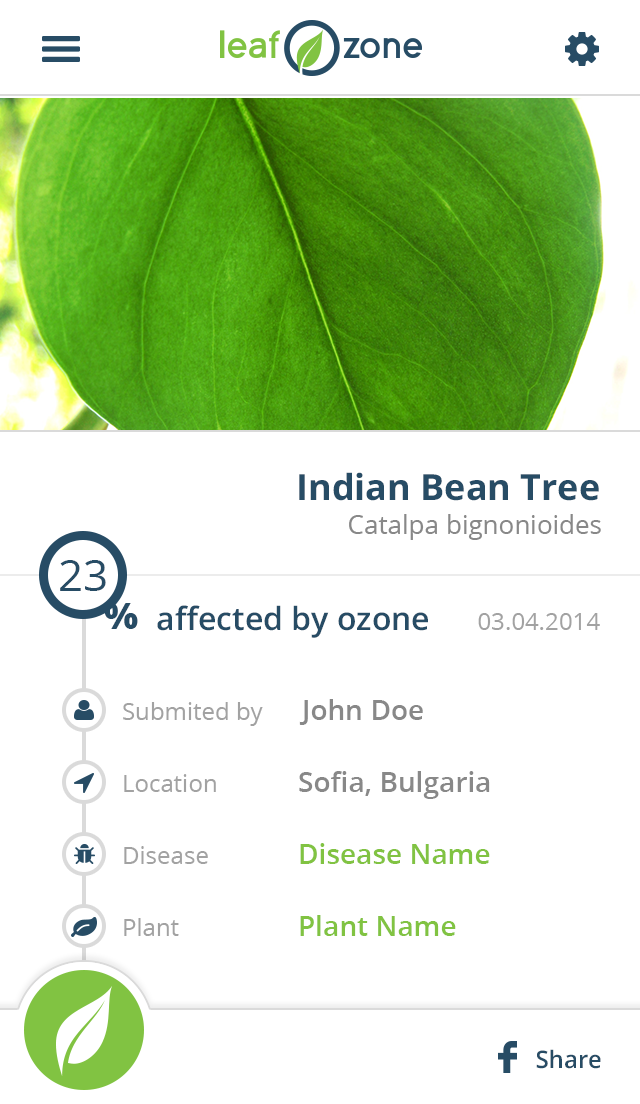 leaf zone
Indian Bean Tree
Catalpa bignonioides
23
% affected by ozone 03.04.2014
Submited by John Doe
Location Sofia, Bulgaria
Disease Disease Name
Plant Plant Name
f Share